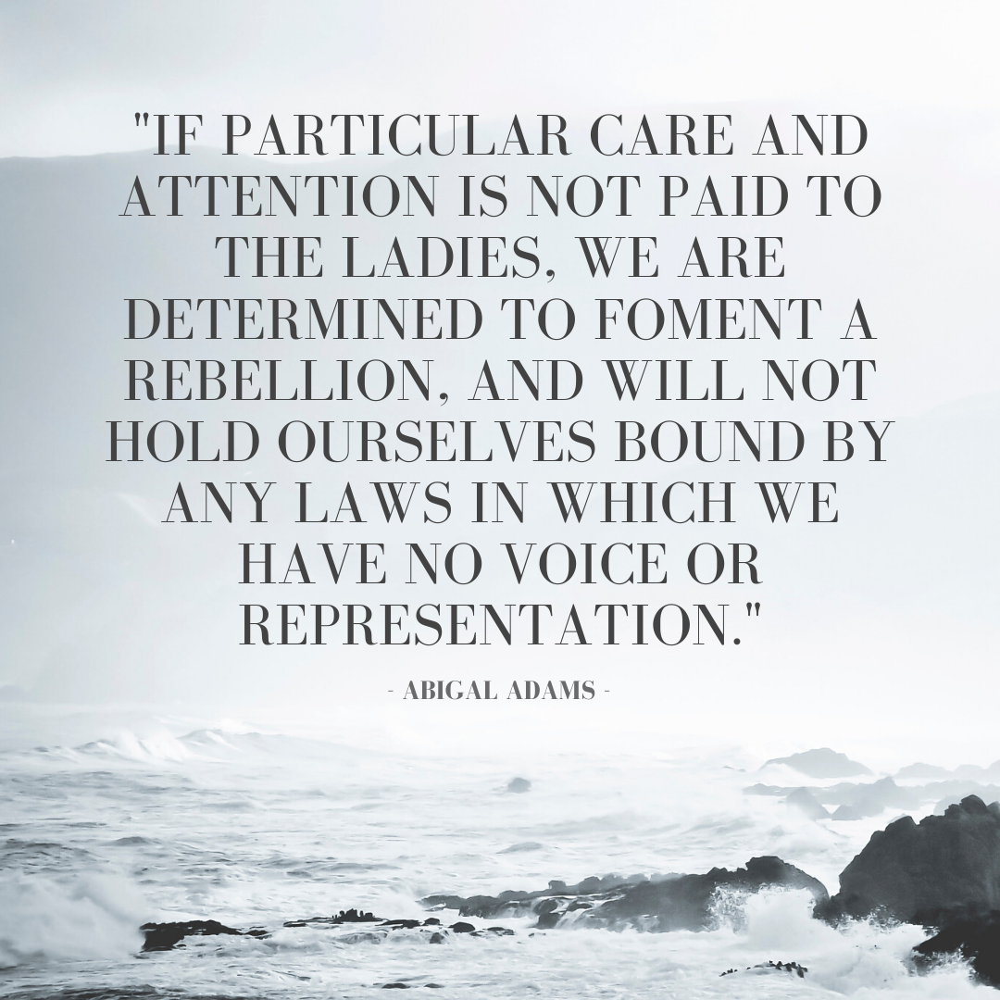 "IF PARTICULAR CARE AND
ATTENTION IS NOT PAID TO
THE LADIES, WE ARE
DETERMINED TO FOMENT A
REBELLION, AND WILL NOT
HOLD OURSELVES BOUND BY
ANY LAWS IN WHICH WE
HAVE NO VOICE OR
REPRESENTATION."
- ABIGAL ADAMS -